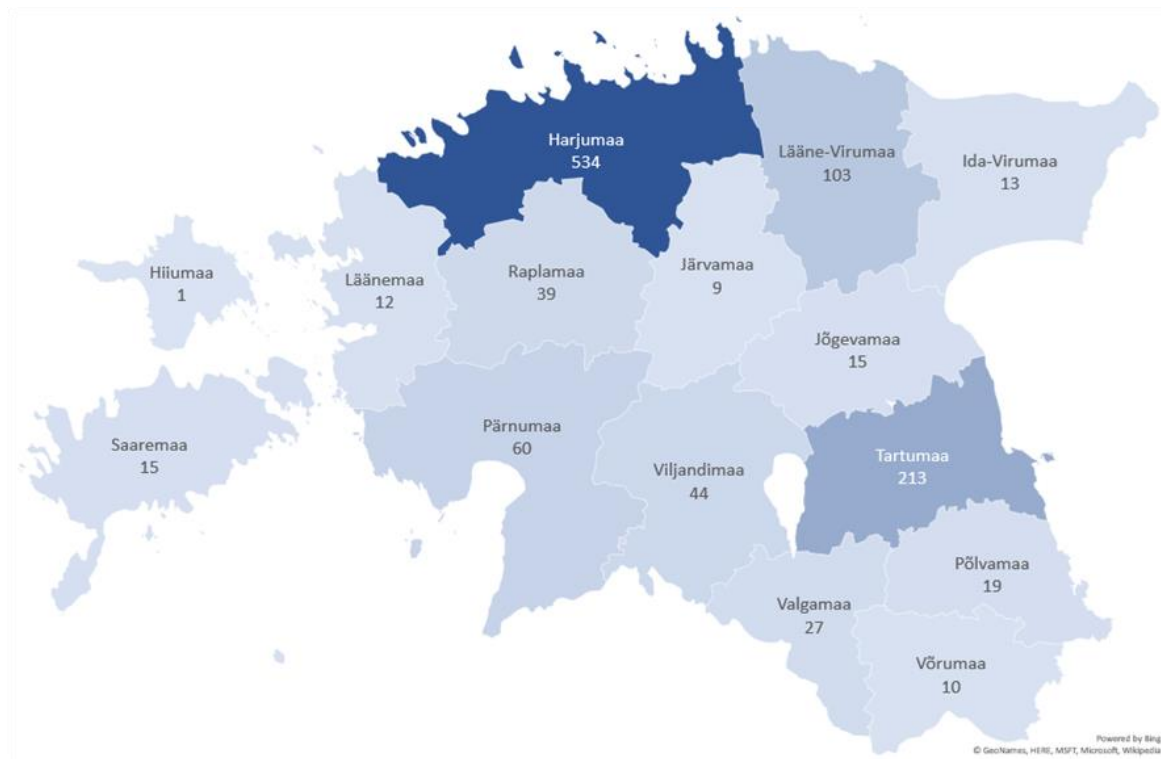 Harjumaa
534
Lääne-Virumaa
103
Ida-Virumaa
13
Hiiumaa
1
Läänemaa
12
Raplamaa
39
Järvamaa
9
Jõgevamaa
15
Saaremaa
15
Pärnumaa
60
Viljandimaa
44
Tartumaa
213
Põlvamaa
19
Valgamaa
27
Võrumaa
10
Powered by Bing
© GeoNames, HERE, MSFT, Microsoft, Wikipedia